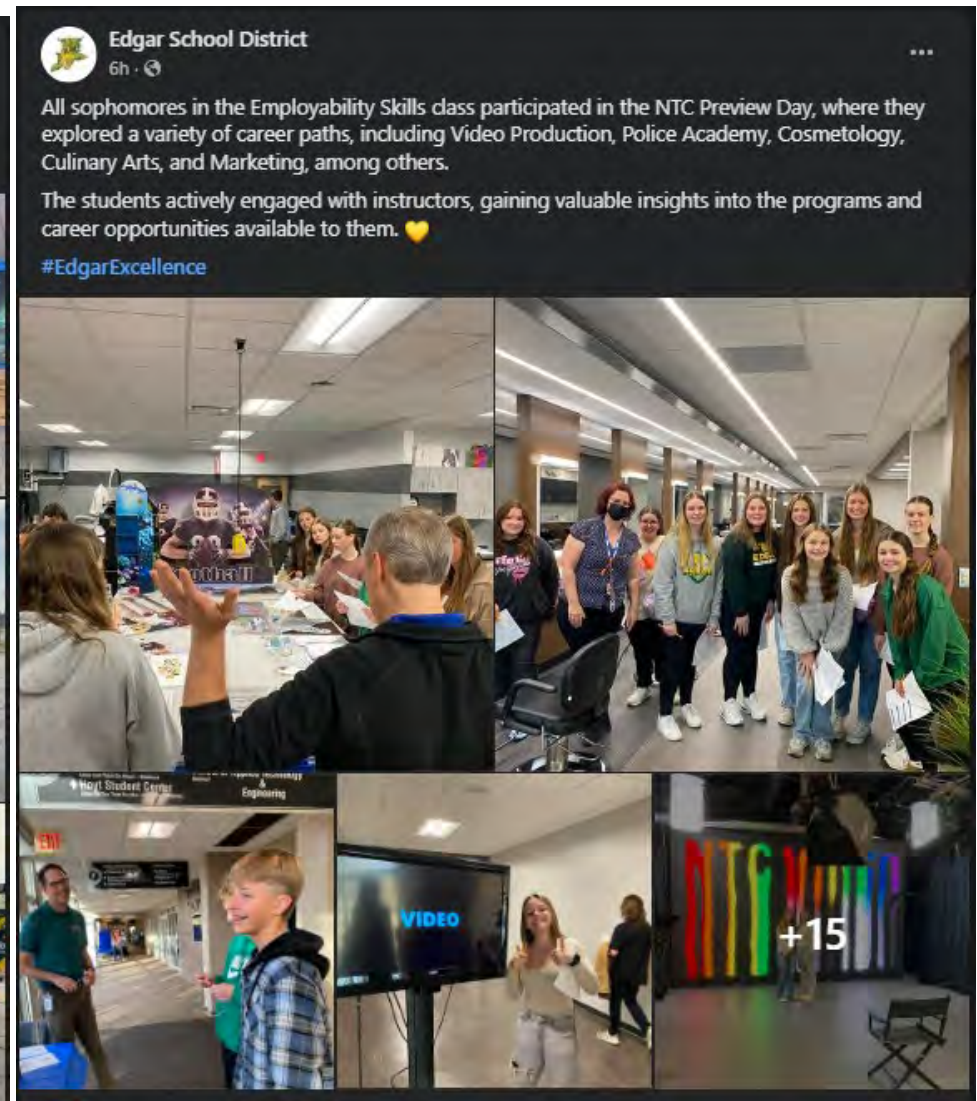 Edgar School District
6h ·
All sophomores in the Employability Skills class participated in the NTC Preview Day, where they
explored a variety of career paths, including Video Production, Police Academy, Cosmetology,
Culinary Arts, and Marketing, among others.
The students actively engaged with instructors, gaining valuable insights into the programs and
career opportunities available to them. 💛
#EdgarExcellence
Hoyt Student Center
Engineering
EXIT
VIDEO
NTC
+15